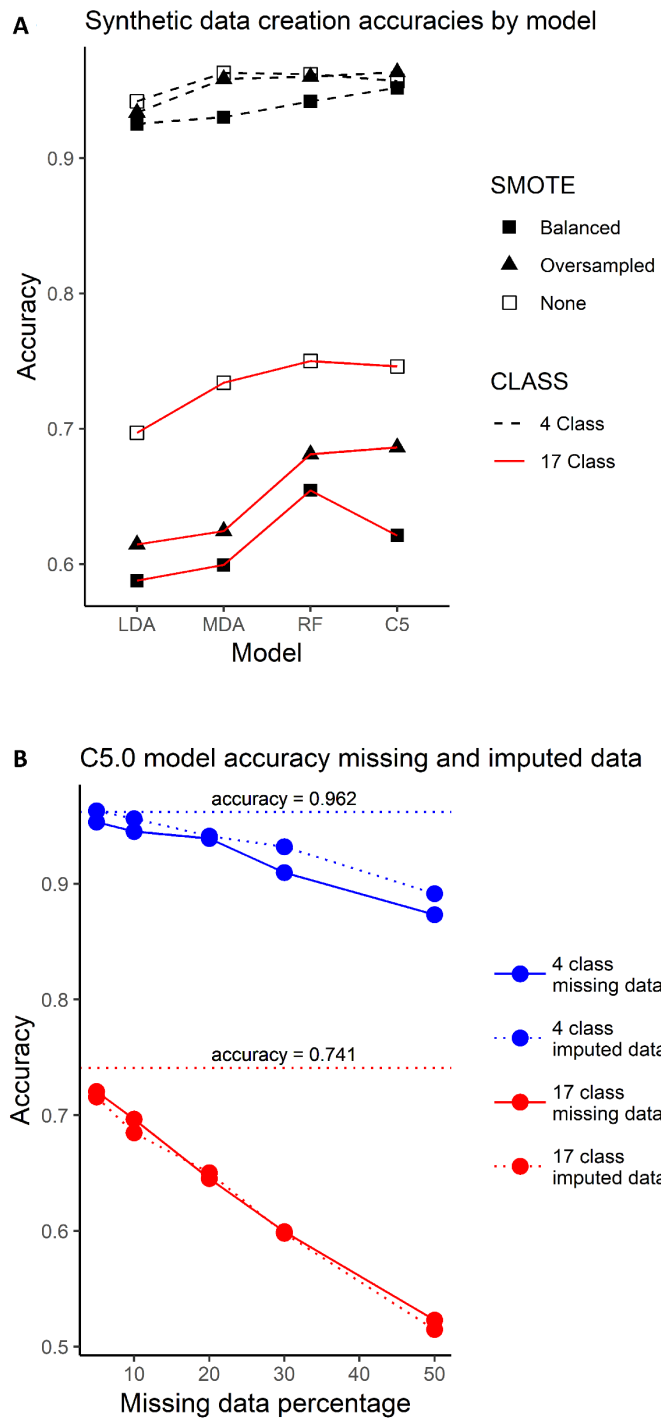 A
Synthetic data creation accuracies by model
Accuracy
0.9
0.8
0.7
0.6
LDA
MDA
RF
C5
Model
SMOTE
Balanced
Oversampled
None
CLASS
4 Class
17 Class
B
C5.0 model accuracy missing and imputed data
Accuracy
0.9
0.8
0.7
0.6
0.5
accuracy = 0.962
accuracy = 0.741
10
20
30
40
50
Missing data percentage
4 class
missing data
4 class
imputed data
17 class
missing data
17 class
imputed data